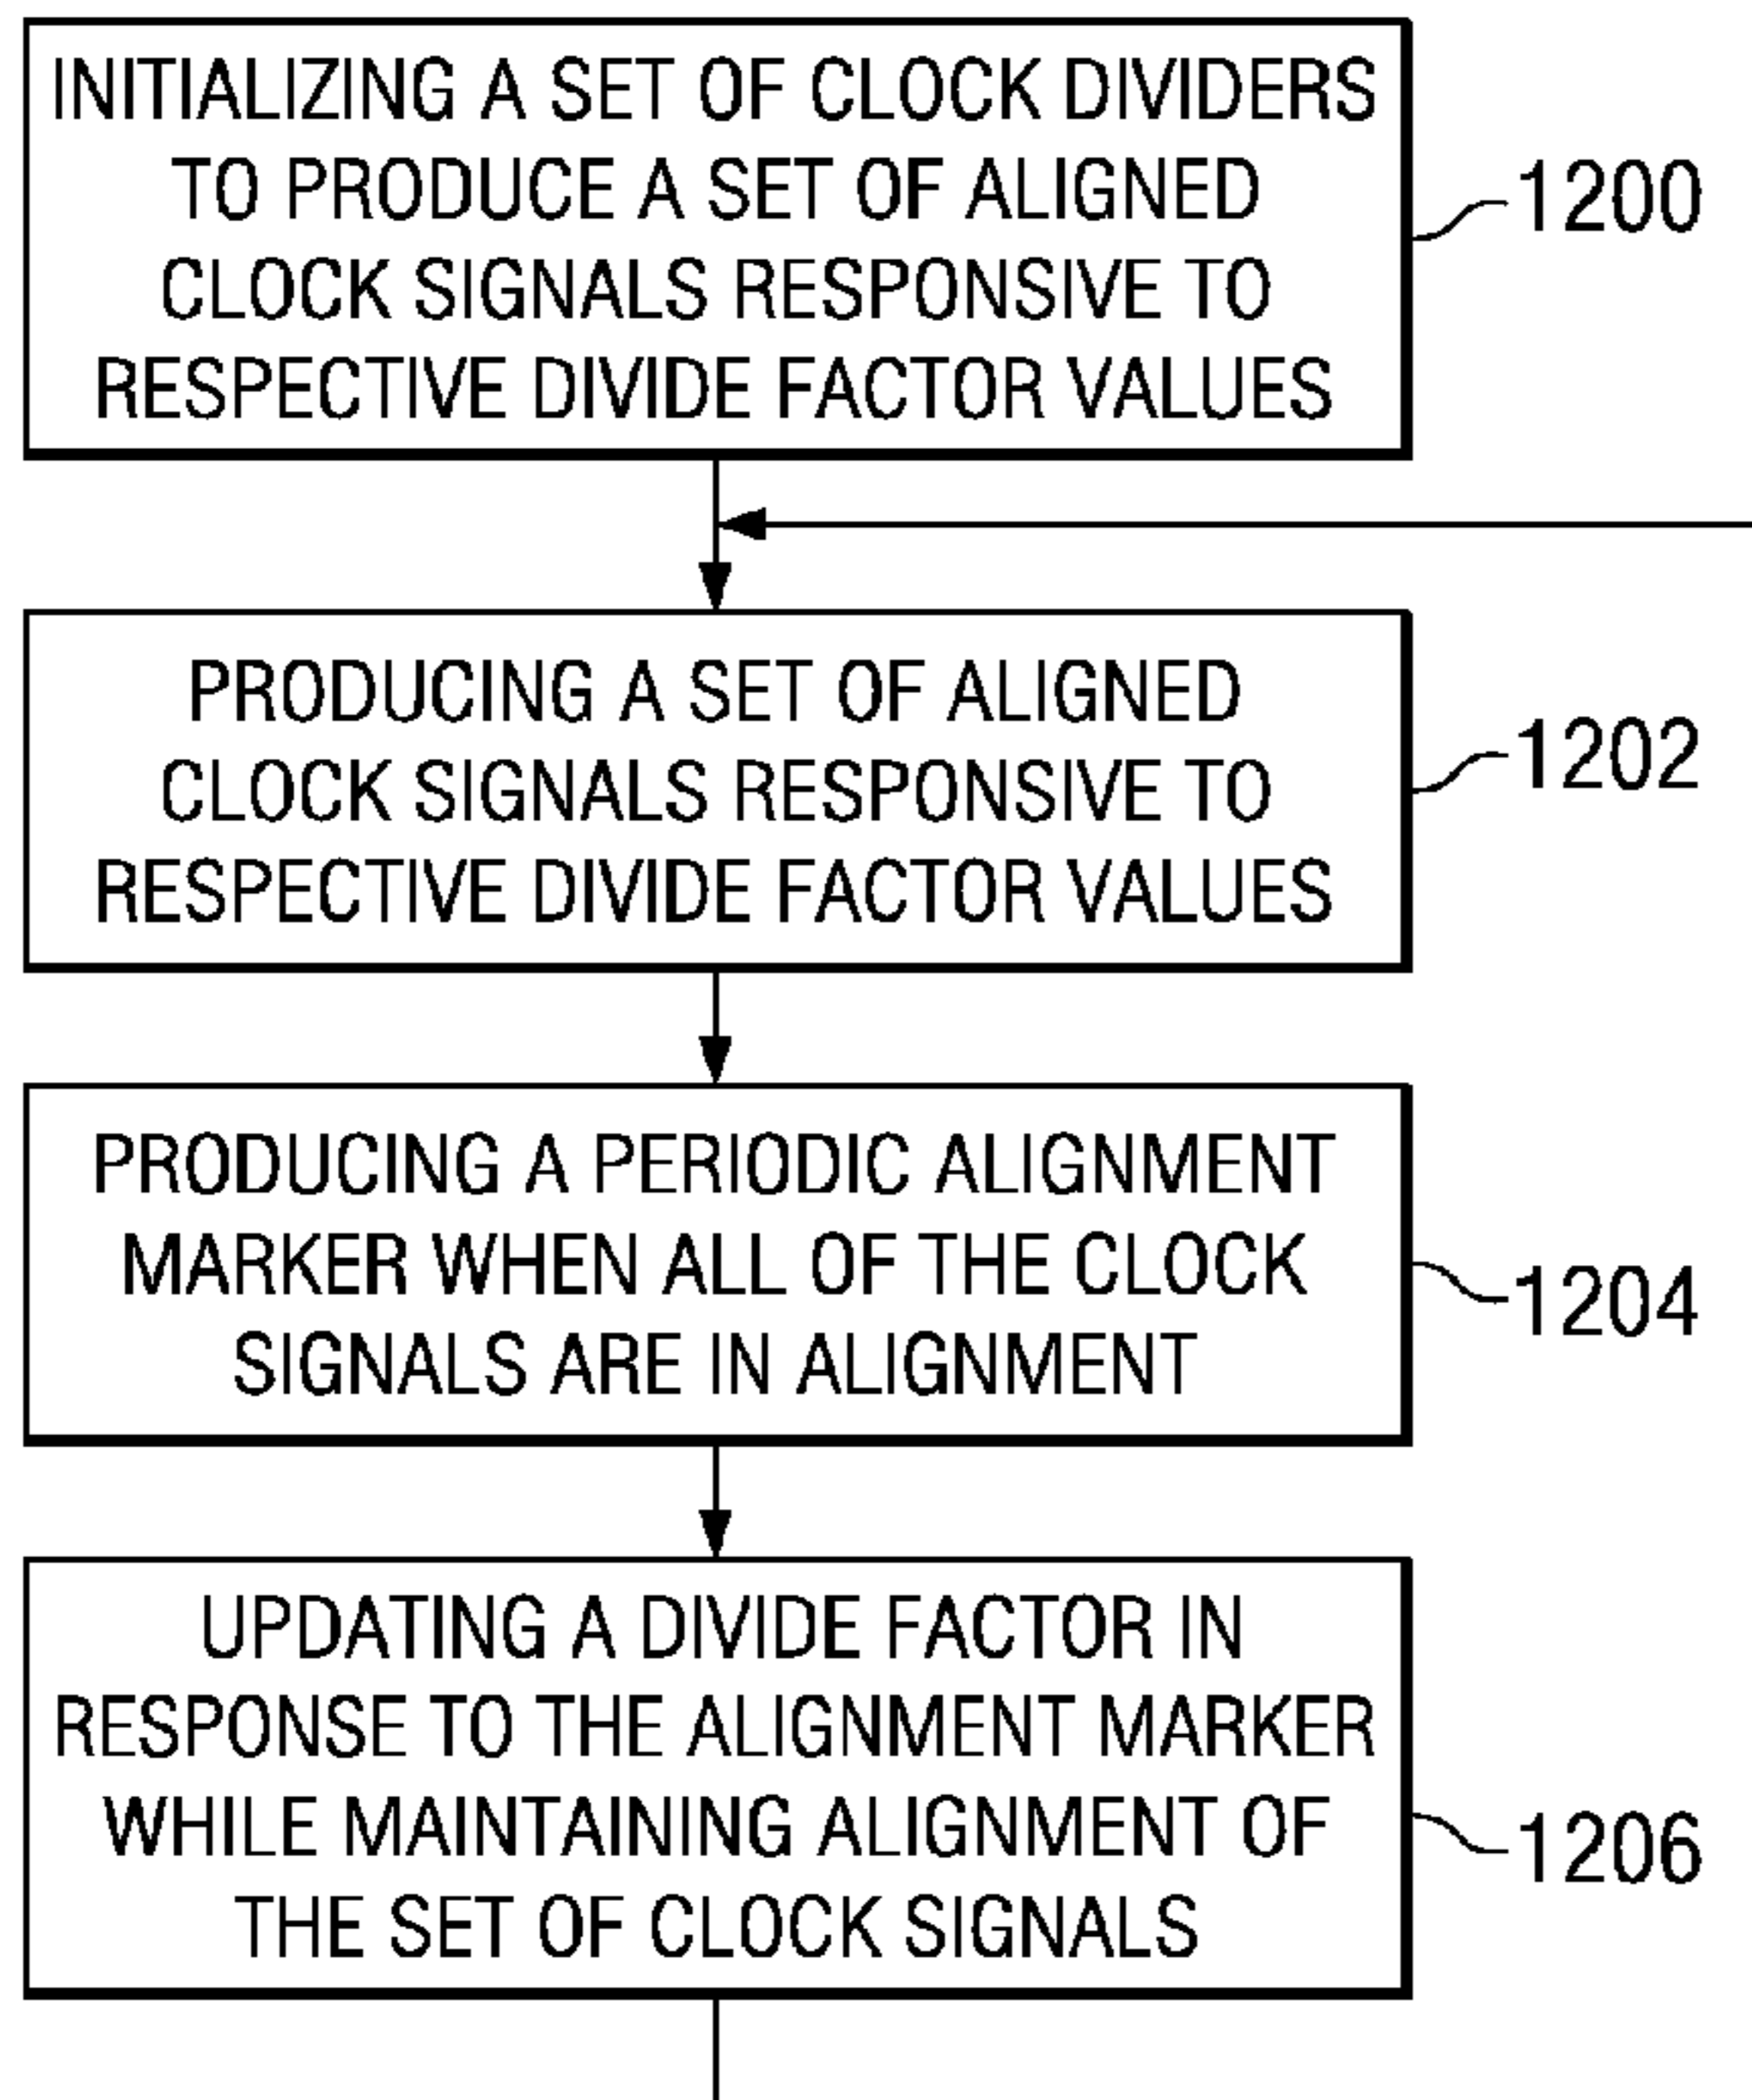 INITIALIZING A SET OF CLOCK DIVIDERS
TO PRODUCE A SET OF ALIGNED
CLOCK SIGNALS RESPONSIVE TO
RESPECTIVE DIVIDE FACTOR VALUES
1200
PRODUCING A SET OF ALIGNED
CLOCK SIGNALS RESPONSIVE TO
RESPECTIVE DIVIDE FACTOR VALUES
1202
PRODUCING A PERIODIC ALIGNMENT
MARKER WHEN ALL OF THE CLOCK
SIGNALS ARE IN ALIGNMENT
1204
UPDATING A DIVIDE FACTOR IN
RESPONSE TO THE ALIGNMENT MARKER
WHILE MAINTAINING ALIGNMENT OF
THE SET OF CLOCK SIGNALS
1206